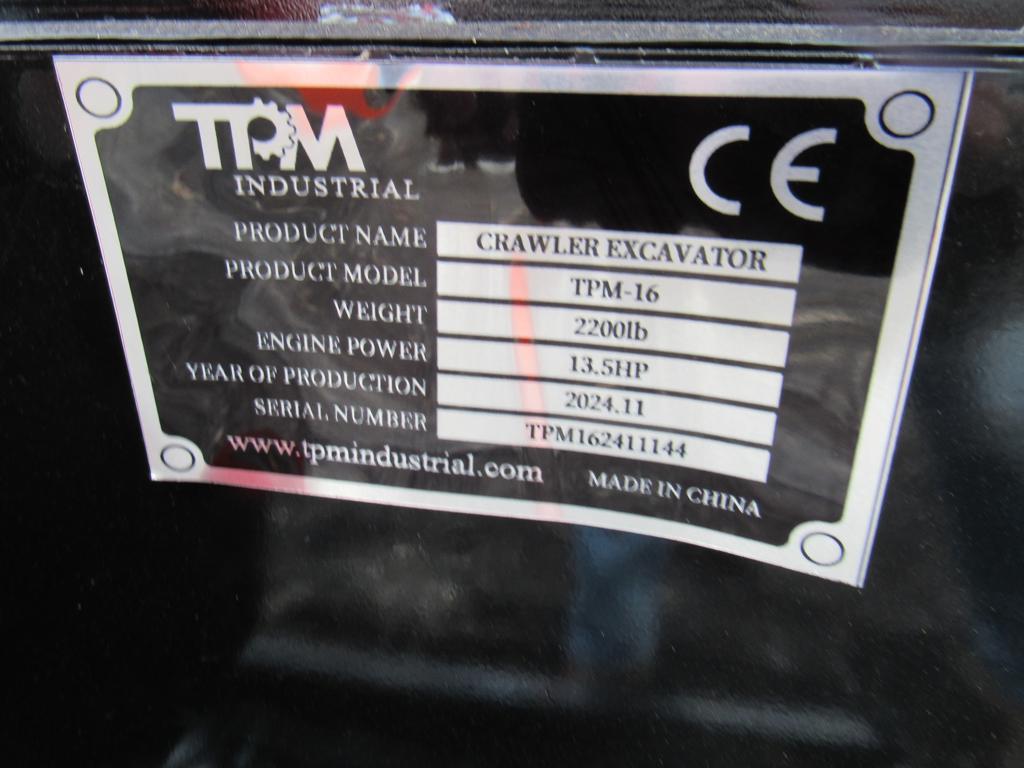 TPM
INDUSTRIAL
CE
PRODUCT NAME CRAWLER EXCAVATOR
PRODUCT MODEL TPM-16
WEIGHT 2200lb
ENGINE POWER 13.5HP
YEAR OF PRODUCTION 2024.11
SERIAL NUMBER TPM162411144
www.tpmindustrial.com MADE IN CHINA